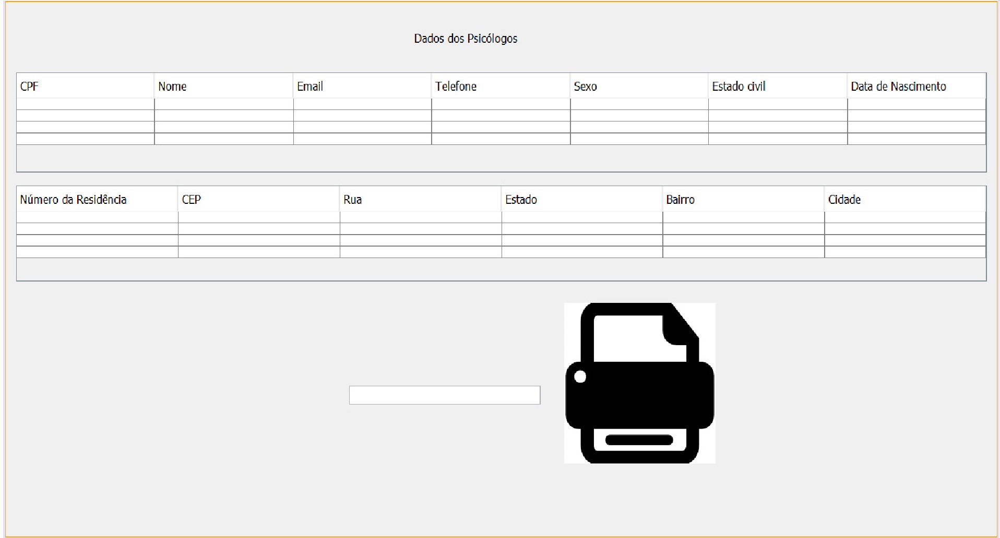 Dados dos Psicólogos
CPF Nome Email Telefone Sexo Estado civil Data de Nascimento
Número da Residência CEP Rua Estado Bairro Cidade